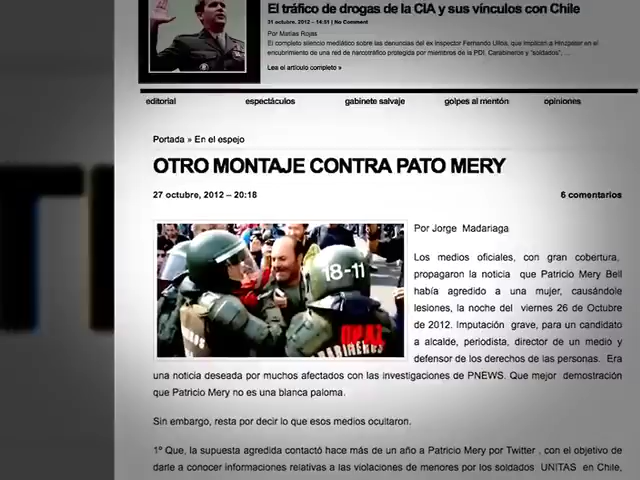 El tráfico de drogas de la CIA y sus vínculos con Chile
31 octubre, 2012 – 14:51 | No Comment
Por Matías Rojas
El completo silencio mediático sobre las denuncias del ex inspector Fernando Ulloa, que implican a Hinzpeter en el
encubrimiento de una red de narcotráfico protegida por miembros de la PDI, Carabineros y "soldados", ...
Lea el artículo completo »
editorial espectáculos gabinete salvaje golpes al mentón opiniones
Portada » En el espejo
OTRO MONTAJE CONTRA PATO MERY
27 octubre, 2012 – 20:18 6 comentarios
18-11
CARABINEROS
Por Jorge Madariaga
Los medios oficiales, con gran cobertura,
propagaron la noticia que Patricio Mery Bell
había agredido a una mujer, causándole
lesiones, la noche del viernes 26 de Octubre
de 2012. Imputación grave, para un candidato
a alcalde, periodista, director de un medio y
defensor de los derechos de las personas. Era
una noticia deseada por muchos afectados con las investigaciones de PNEWS. Que mejor demostración
que Patricio Mery no es una blanca paloma.
Sin embargo, resta por decir lo que esos medios ocultaron.
1º Que, la supuesta agredida contactó hace más de un año a Patricio Mery por Twitter , con el objetivo de
darle a conocer informaciones relativas a las violaciones de menores por los soldados UNITAS en Chile,